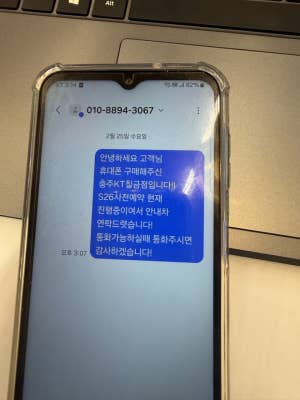 Alt
82%
010-8894-3067
2월 25일 수요일
안녕하세요 고객님
휴대폰 구매해주신
충주KT칠금점입니다!!
S26사전예약 현재
진행중이여서 안내차
연락드렸습니다!
통화가능하실때 통화주시면
감사하겠습니다!
오후 3:07